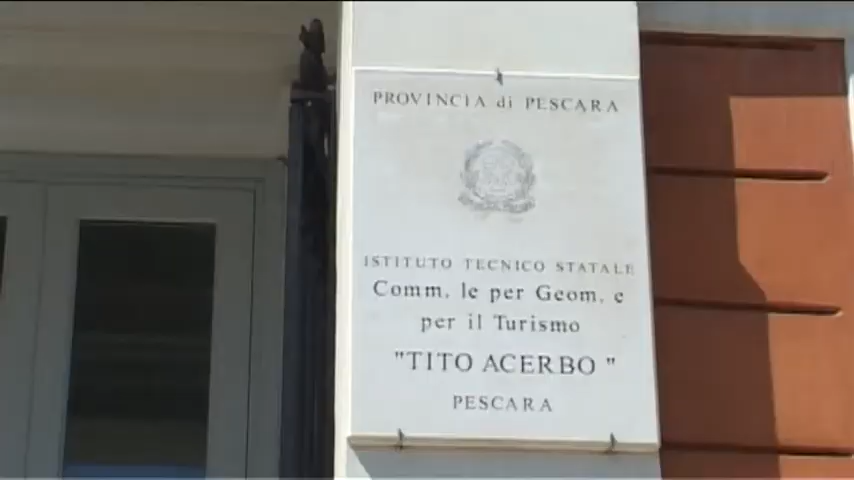 PROVINCIA di PESCARA
ISTITUTO TECNICO STATALE
Comm. le per Geom. e
per il Turismo
"TITO ACERBO"
PESCARA